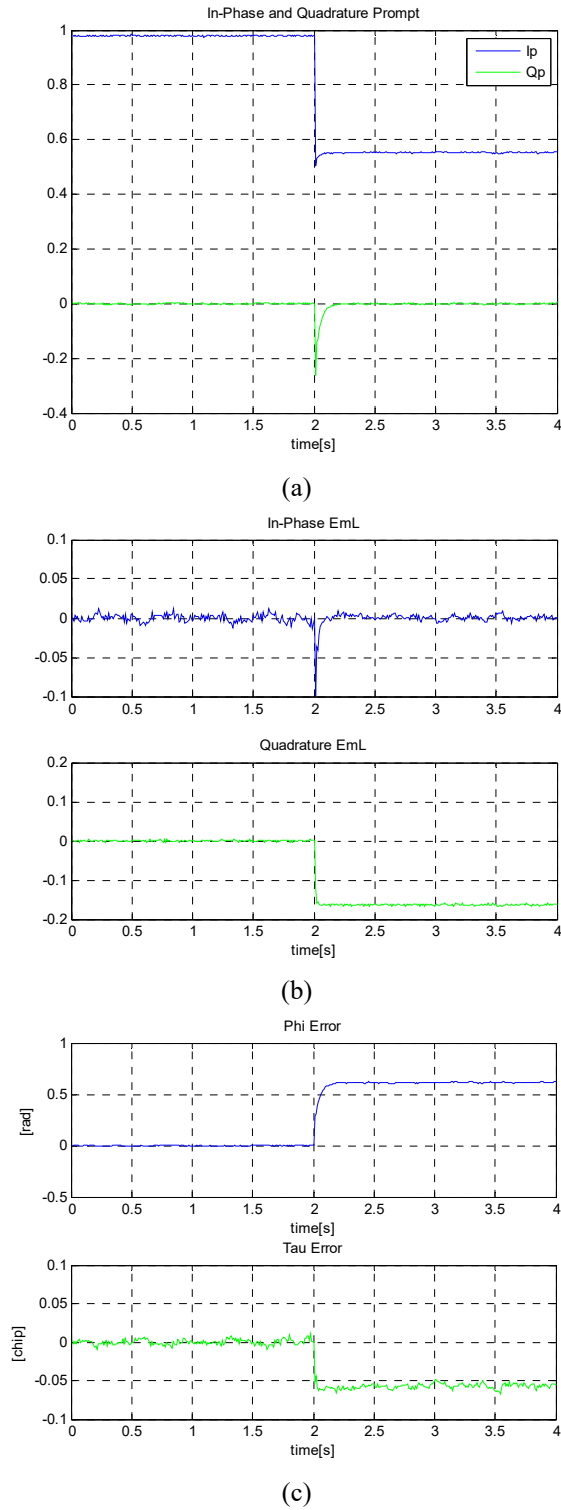 In-Phase and Quadrature Prompt
1
0.8
0.6
0.4
0.2
0
-0.2
-0.4
Ip
Qp
0 0.5 1 1.5 2 2.5 3 3.5 4
time[s]
(a)
In-Phase EmL
0.1
0.05
0
-0.05
-0.1
0 0.5 1 1.5 2 2.5 3 3.5 4
Quadrature EmL
0.2
0.1
0
-0.1
-0.2
0 0.5 1 1.5 2 2.5 3 3.5 4
time[s]
(b)
Phi Error
1
0.5
0
-0.5
[rad]
0 0.5 1 1.5 2 2.5 3 3.5 4
time[s]
Tau Error
0.1
0.05
0
-0.05
-0.1
[chip]
0 0.5 1 1.5 2 2.5 3 3.5 4
time[s]
(c)